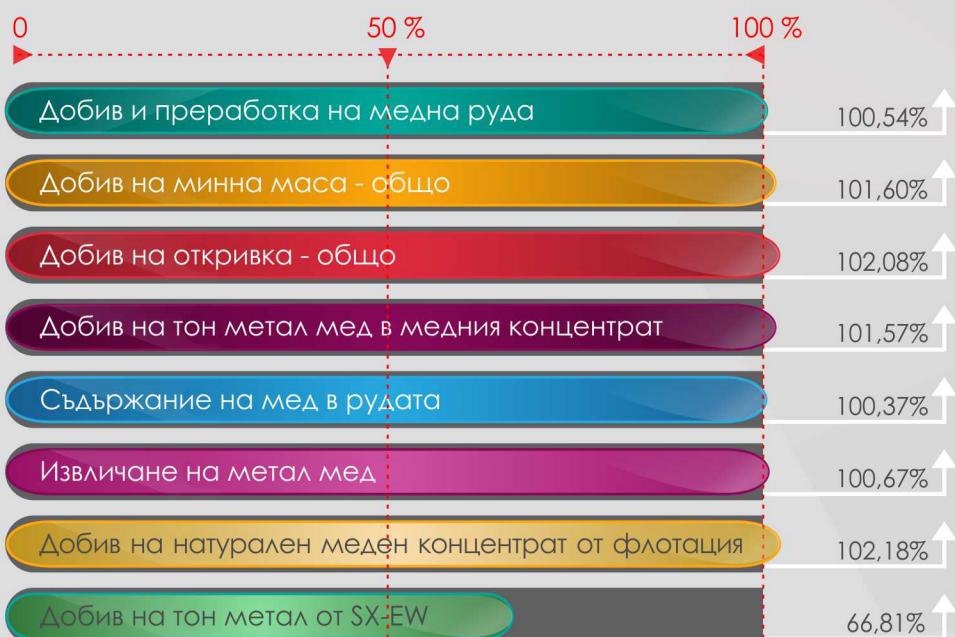 0 50 % 100 %
Добив и преработка на медна руда 100,54%
Добив на минна маса - общо 101,60%
Добив на откривка - общо 102,08%
Добив на тон метал мед в медния концентрат 101,57%
Съдържание на мед в рудата 100,37%
Извличане на метал мед 100,67%
Добив на натурален меден концентрат от флотация 102,18%
Добив на тон метал от SX-EW 66,81%